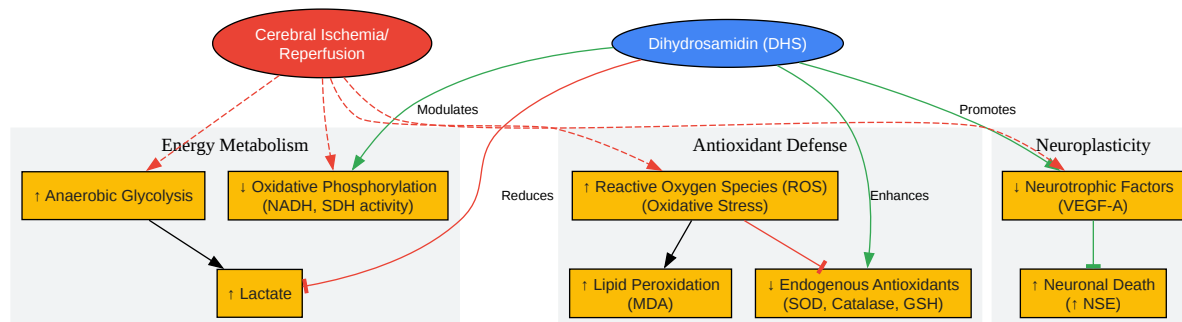 Cerebral Ischemia/
Reperfusion
Dihydrosamidin (DHS)
Modulates
Promotes
Energy Metabolism
Antioxidant Defense
Neuroplasticity
↑ Anaerobic Glycolysis
↓ Oxidative Phosphorylation
(NADH, SDH activity)
Reduces
↑ Reactive Oxygen Species (ROS)
(Oxidative Stress)
Enhances
↓ Neurotrophic Factors
(VEGF-A)
↑ Lactate
↑ Lipid Peroxidation
(MDA)
↓ Endogenous Antioxidants
(SOD, Catalase, GSH)
↑ Neuronal Death
(↑ NSE)